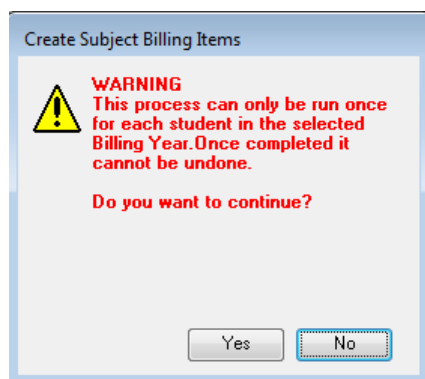 Create Subject Billing Items
WARNING
This process can only be run once
for each student in the selected
Billing Year.Once completed it
cannot be undone.
Do you want to continue?
Yes No